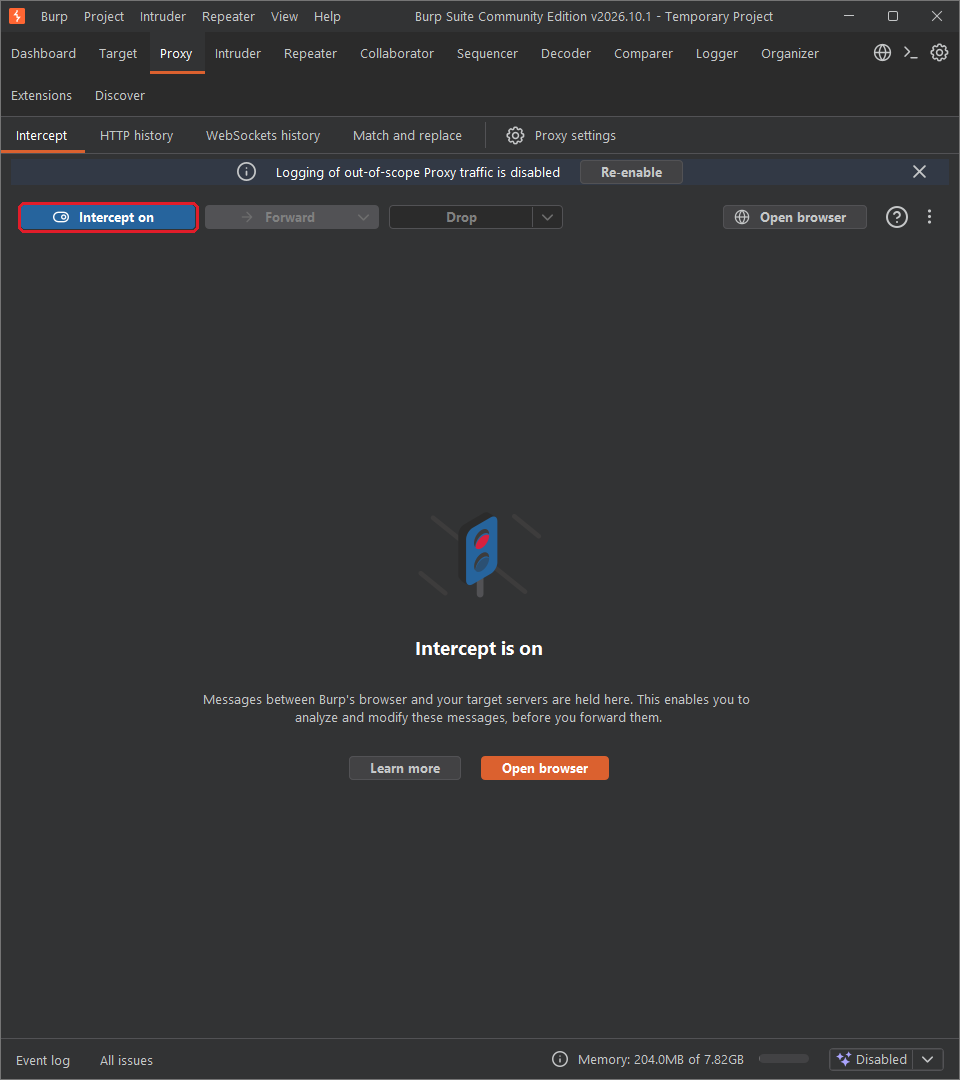 Burp Project Intruder Repeater View Help Burp Suite Community Edition v2026.10.1 - Temporary Project
Dashboard Target Proxy Intruder Repeater Collaborator Sequencer Decoder Comparer Logger Organizer
Extensions Discover
Intercept HTTP history WebSockets history Match and replace Proxy settings
Logging of out-of-scope Proxy traffic is disabled Re-enable
Intercept on Forward Drop Open browser
Intercept is on
Messages between Burp's browser and your target servers are held here. This enables you to
analyze and modify these messages, before you forward them.
Learn more Open browser
Event log All issues Memory: 204.0MB of 7.82GB Disabled